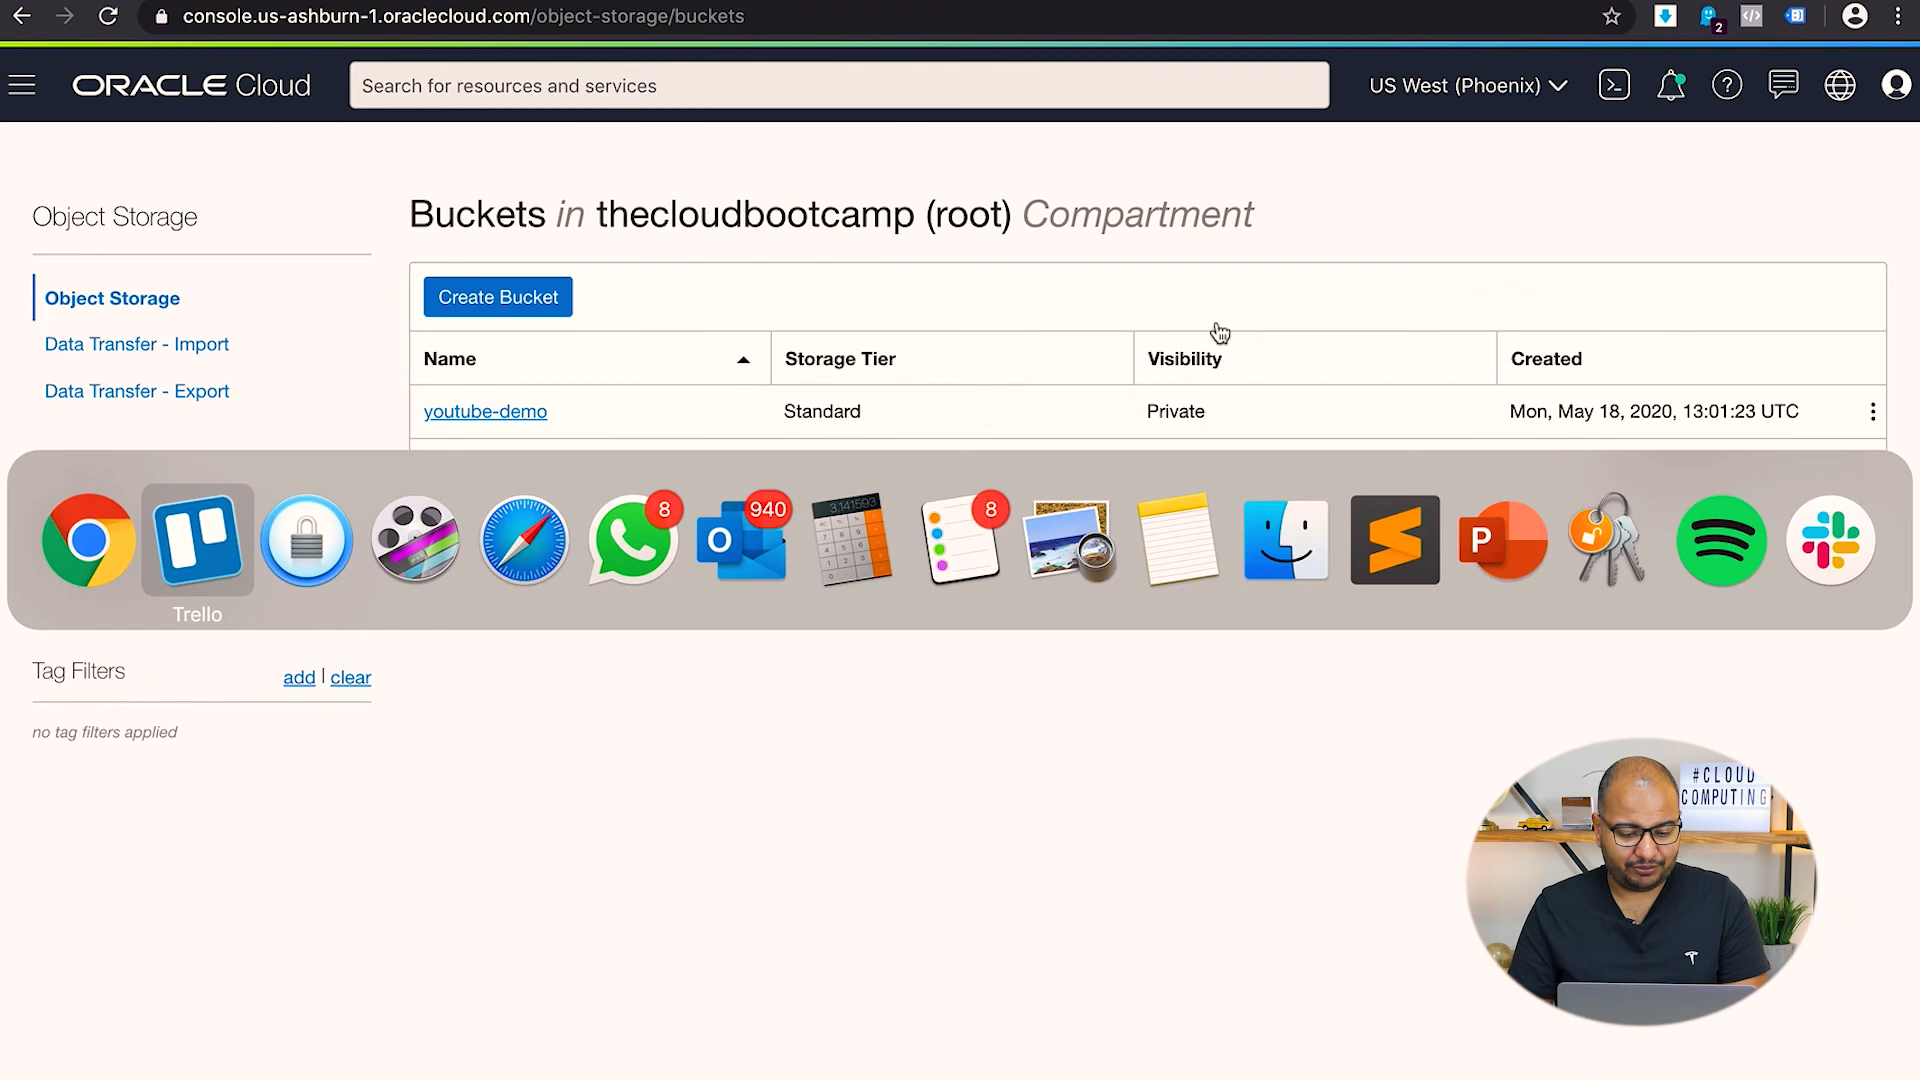 console.us-ashburn-1.oraclecloud.com/object-storage/buckets
2
ORACLE Cloud
Search for resources and services
US West (Phoenix)
Object Storage
Buckets in thecloudbootcamp (root) Compartment
Object Storage
Data Transfer - Import
Data Transfer - Export
Create Bucket
Name
Storage Tier
Visibility
Created
youtube-demo
Standard
Private
Mon, May 18, 2020, 13:01:23 UTC
8
940
8
3.141593
O
P
Trello
Tag Filters
add | clear
no tag filters applied
#CLOUD
COMPUTING